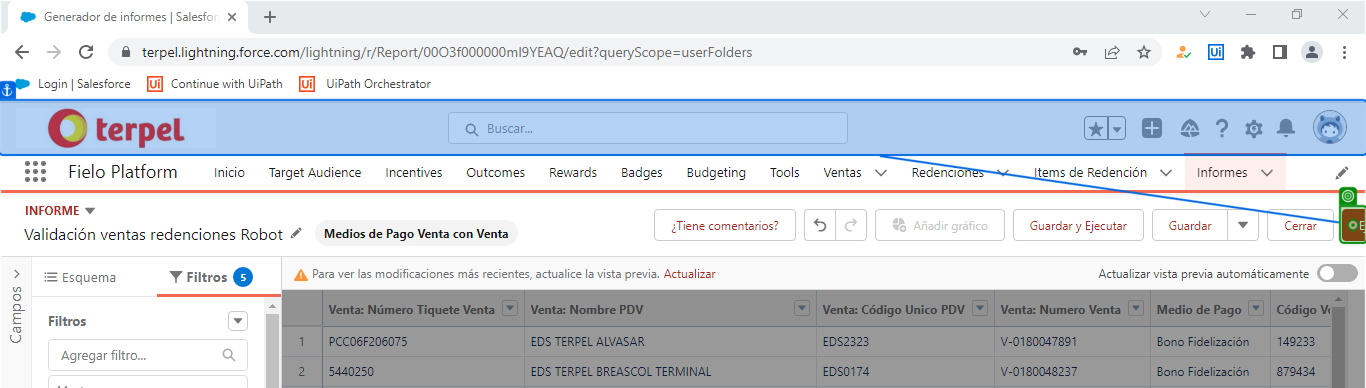 Generador de informes | Salesfor
terpel.lightning.force.com/lightning/r/Report/00O3f000000ml9YEAQ/edit?queryScope=userFolders
Login | Salesforce Continue with UiPath UiPath Orchestrator
terpel Buscar...
Fielo Platform Inicio Target Audience Incentives Outcomes Rewards Badges Budgeting Tools Ventas Redenciones Items de Redención Informes
INFORME
Validación ventas redenciones Robot Medios de Pago Venta con Venta ¿Tiene comentarios? Añadir gráfico Guardar y Ejecutar Guardar Cerrar
Campos Esquema Filtros 5 Para ver las modificaciones más recientes, actualice la vista previa. Actualizar Actualizar vista previa automáticamente
Filtros Venta: Número Tiquete Venta Venta: Nombre PDV Venta: Código Unico PDV Venta: Numero Venta Medio de Pago Código Ve
Agregar filtro... 1 PCC06F206075 EDS TERPEL ALVASAR EDS2323 V-0180047891 Bono Fidelización 149233
2 5440250 EDS TERPEL BREASCOL TERMINAL EDS0174 V-0180048237 Bono Fidelización 879434